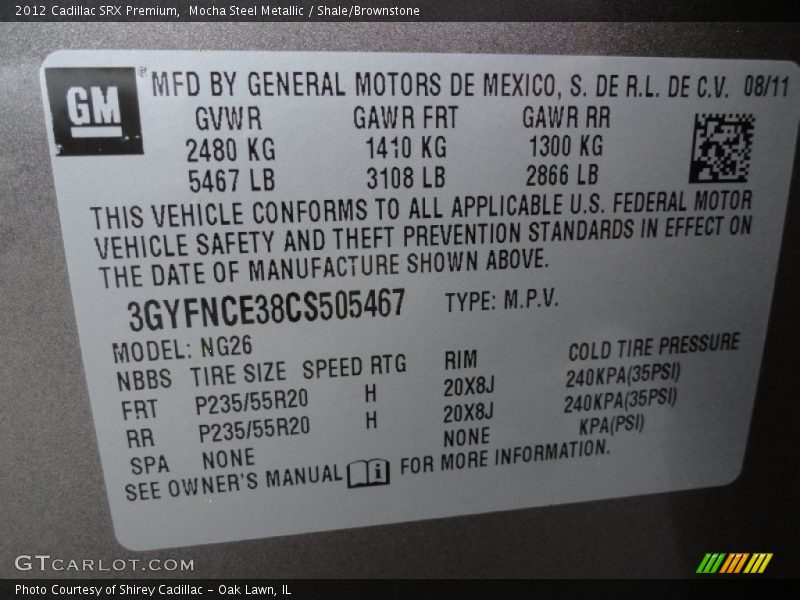 2012 Cadillac SRX Premium,  Mocha Steel Metallic / Shale/Brownstone
GM® MFD BY GENERAL MOTORS DE MEXICO, S. DE R.L. DE C.V. 08/11
GVWR GAWR FRT GAWR RR
2480 KG 1410 KG 1300 KG
5467 LB 3108 LB 2866 LB
THIS VEHICLE CONFORMS TO ALL APPLICABLE U.S. FEDERAL MOTOR
VEHICLE SAFETY AND THEFT PREVENTION STANDARDS IN EFFECT ON
THE DATE OF MANUFACTURE SHOWN ABOVE.
3GYFNCE38CS505467 TYPE: M.P.V.
MODEL: NG26
NBBS TIRE SIZE SPEED RTG RIM COLD TIRE PRESSURE
FRT P235/55R20 H 20X8J 240KPA(35PSI)
RR P235/55R20 H 20X8J 240KPA(35PSI)
SPA NONE NONE KPA(PSI)
SEE OWNER'S MANUAL i FOR MORE INFORMATION.
GTCARLOT.COM
Photo Courtesy of Shirey Cadillac - Oak Lawn, IL